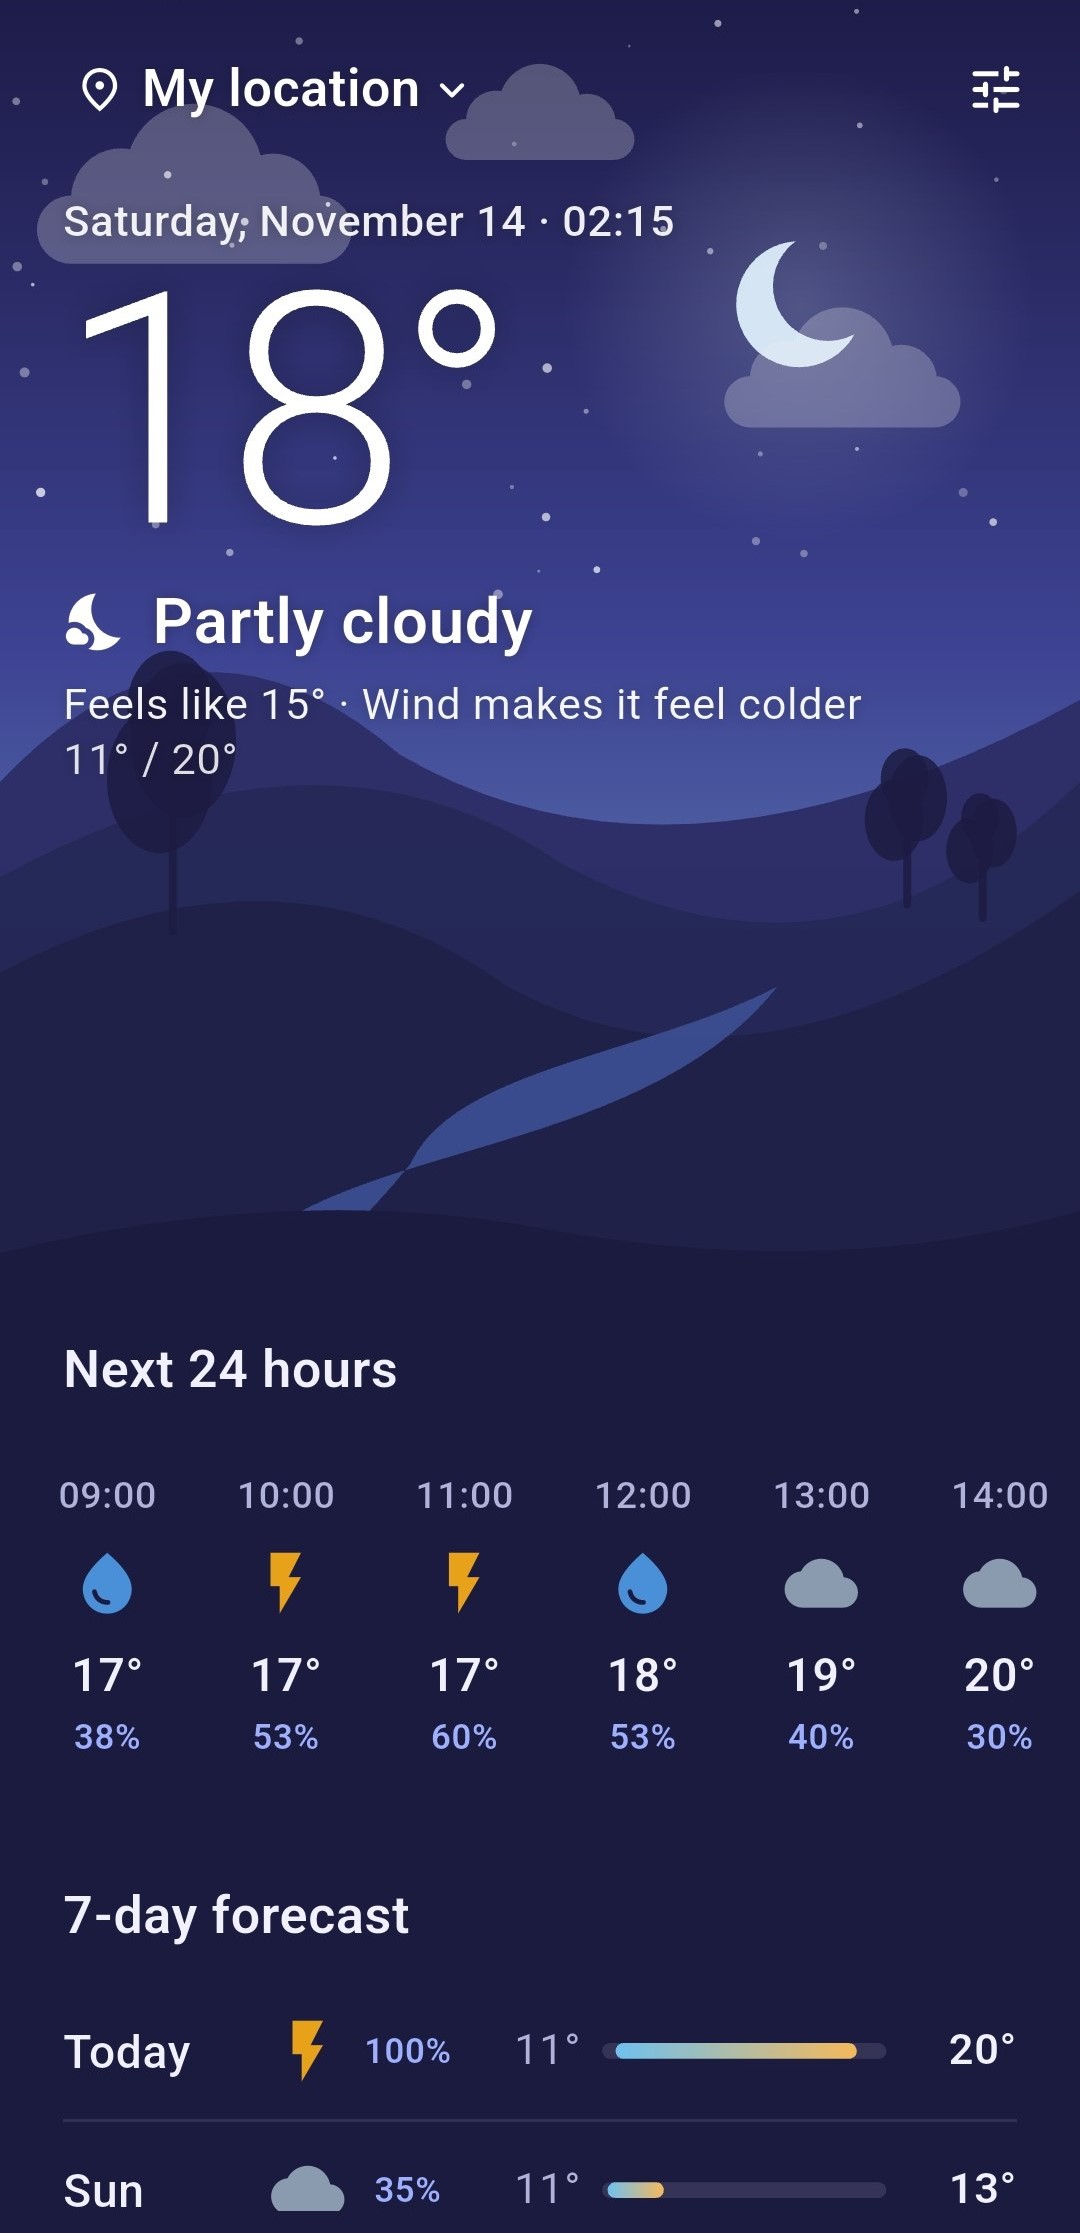 My location
Saturday, November 14 · 02:15
18°
Partly cloudy
Feels like 15° · Wind makes it feel colder
11° / 20°
Next 24 hours
09:00 10:00 11:00 12:00 13:00 14:00
17° 17° 17° 18° 19° 20°
38% 53% 60% 53% 40% 30%
7-day forecast
Today 100% 11° 20°
Sun 35% 11° 13°